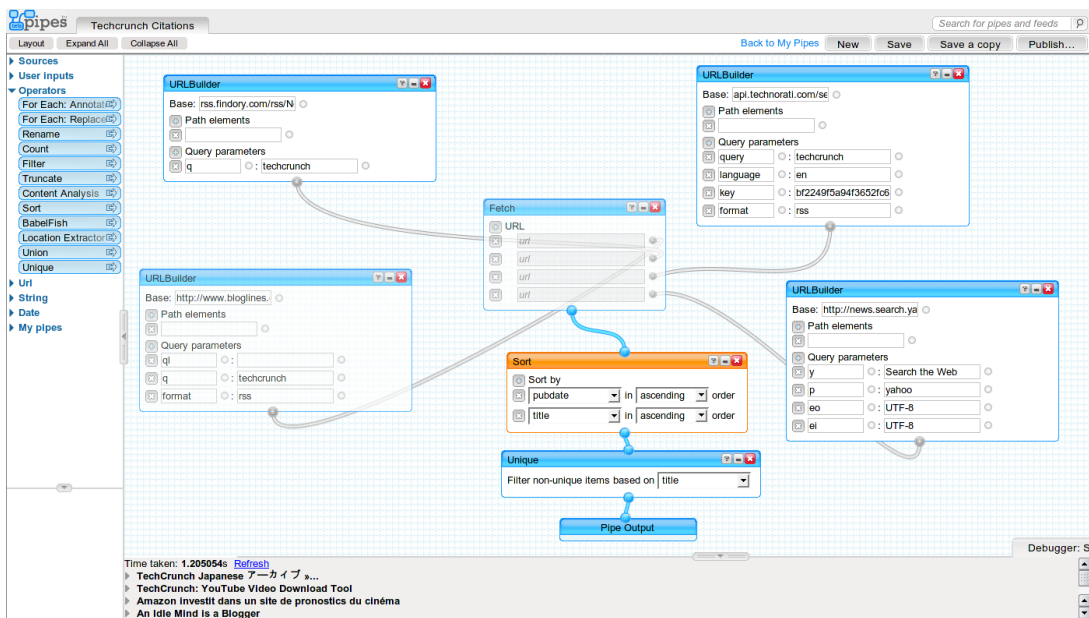 pipes
Techcrunch Citations
Search for pipes and feeds
Layout Expand All Collapse All
Back to My Pipes New Save Save a copy Publish...
Sources
User inputs
Operators
For Each: Annotat
For Each: Replace
Rename
Count
Filter
Truncate
Content Analysis
Sort
BabelFish
Location Extractor
Union
Unique
Url
String
Date
My pipes
URLBuilder
Base: rss.findory.com/rss/N
Path elements
Query parameters
q : techcrunch
URLBuilder
Base: api.technorati.com/se
Path elements
Query parameters
query : techcrunch
language : en
key : bf2249f5a94f3652fc6
format : rss
Fetch
URL
url
url
url
url
URLBuilder
Base: http://www.bloglines.
Path elements
Query parameters
ql :
q : techcrunch
format : rss
URLBuilder
Base: http://news.search.ya
Path elements
Query parameters
y : Search the Web
p : yahoo
eo : UTF-8
ei : UTF-8
Sort
Sort by
pubdate in ascending order
title in ascending order
Unique
Filter non-unique items based on title
Pipe Output
Debugger: S
Time taken: 1.205054s Refresh
TechCrunch Japanese アーカイブ »...
TechCrunch: YouTube Video Download Tool
Amazon investit dans un site de pronostics du cinéma
An Idle Mind is a Blogger